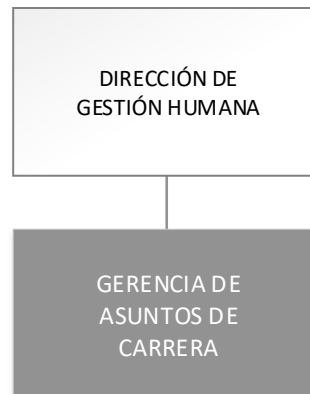 DIRECCIÓN DE
GESTIÓN HUMANA
GERENCIA DE
ASUNTOS DE
CARRERA